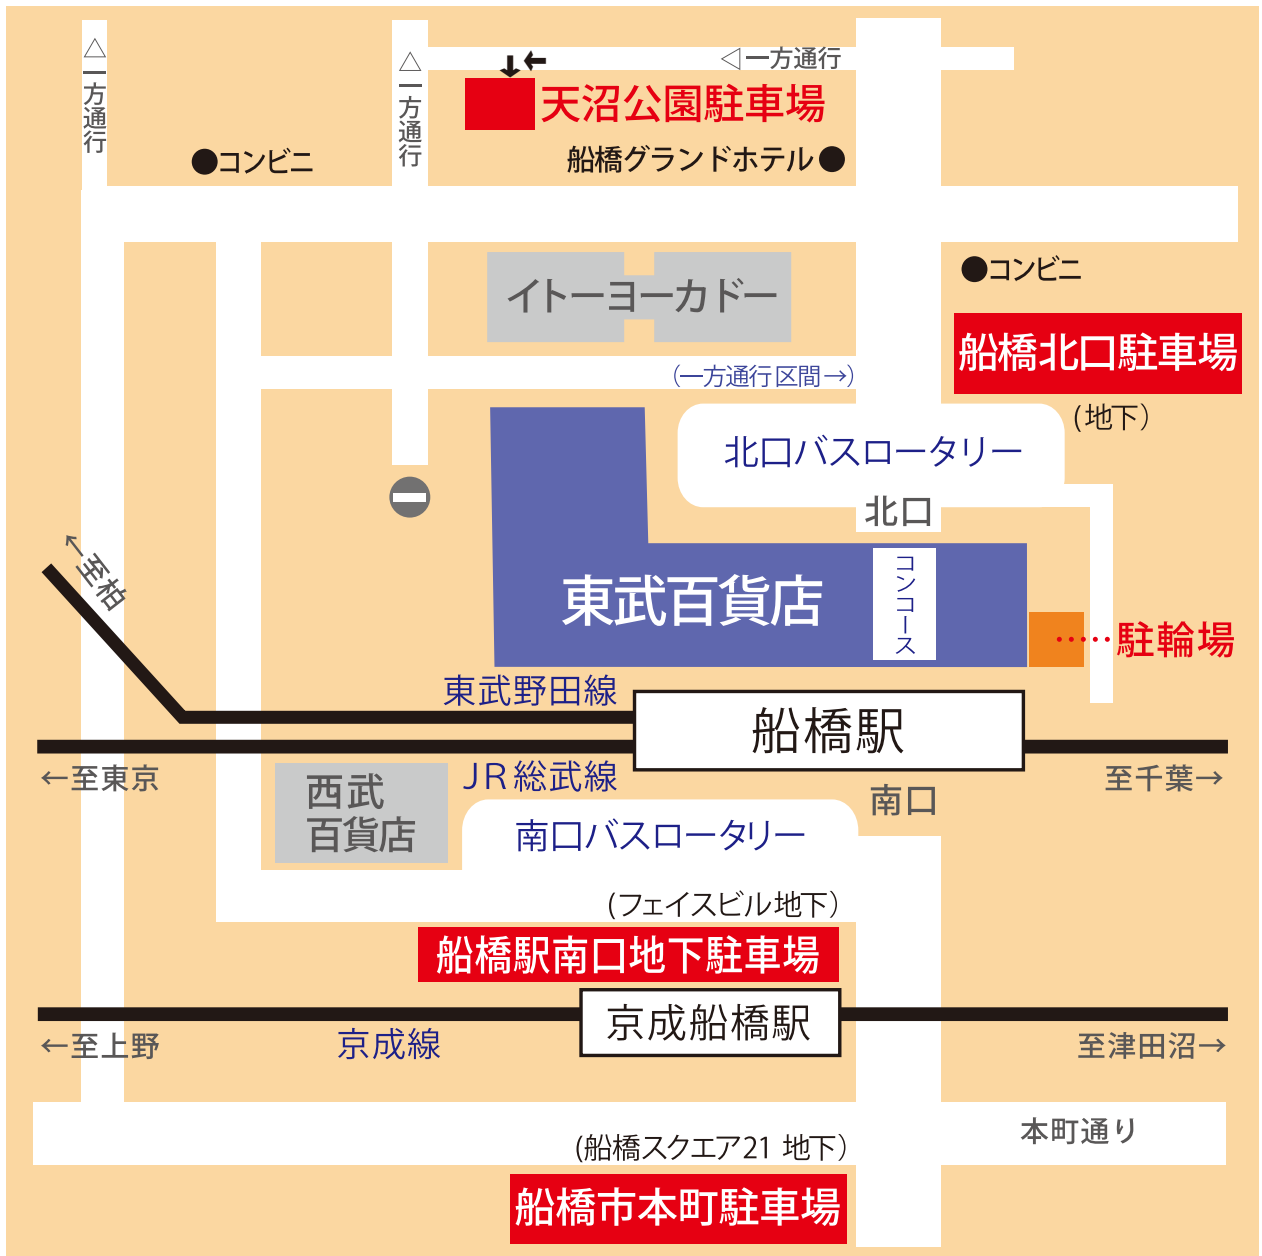 △一方通行
△一方通行
◁一方通行
天沼公園駐車場
●コンビニ
船橋グランドホテル●
イトーヨーカドー
●コンビニ
船橋北口駐車場
(地下)
(一方通行区間→)
北口バスロータリー
北口
コンコース
東武百貨店
駐輪場
←至柏
東武野田線
船橋駅
←至東京
JR総武線
至千葉→
西武
百貨店
南口
南口バスロータリー
(フェイスビル地下)
船橋駅南口地下駐車場
京成船橋駅
←至上野
京成線
至津田沼→
本町通り
(船橋スクエア21 地下)
船橋市本町駐車場